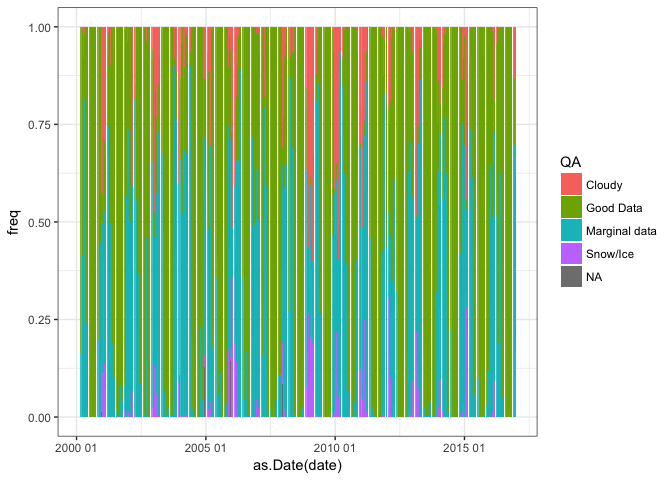 1.00
0.75
0.50
0.25
0.00
freq
2000 01
2005 01
2010 01
2015 01
as.Date(date)
QA
Cloudy
Good Data
Marginal data
Snow/Ice
NA